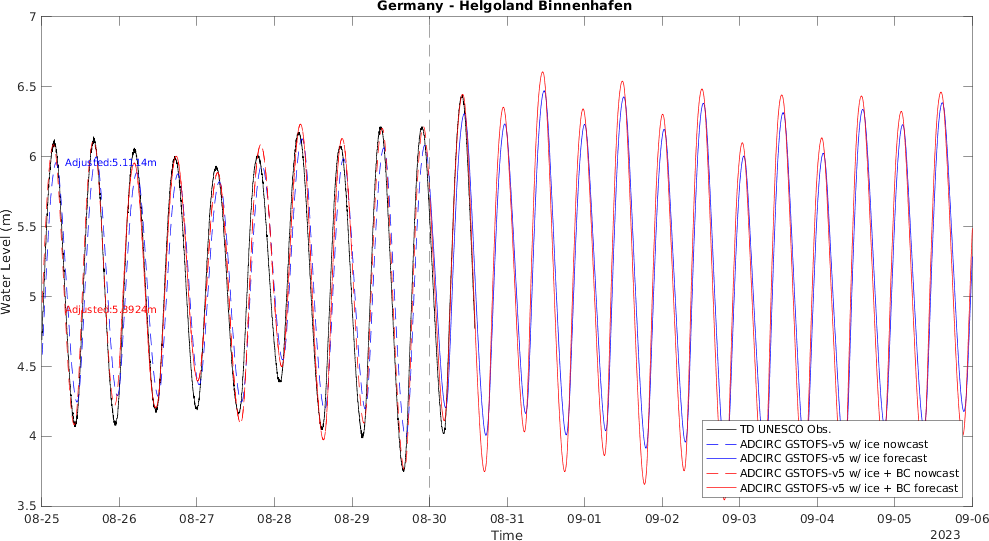 Germany - Helgoland Binnenhafen
7
6.5
6
5.5
5
4.5
4
3.5
Water Level (m)
Adjusted:5.1114m
Adjusted:5.8924m
TD UNESCO Obs.
ADCIRC GSTOFS-v5 w/ ice nowcast
ADCIRC GSTOFS-v5 w/ ice forecast
ADCIRC GSTOFS-v5 w/ ice + BC nowcast
ADCIRC GSTOFS-v5 w/ ice + BC forecast
08-25 08-26 08-27 08-28 08-29 08-30 08-31 09-01 09-02 09-03 09-04 09-05 09-06
Time
2023